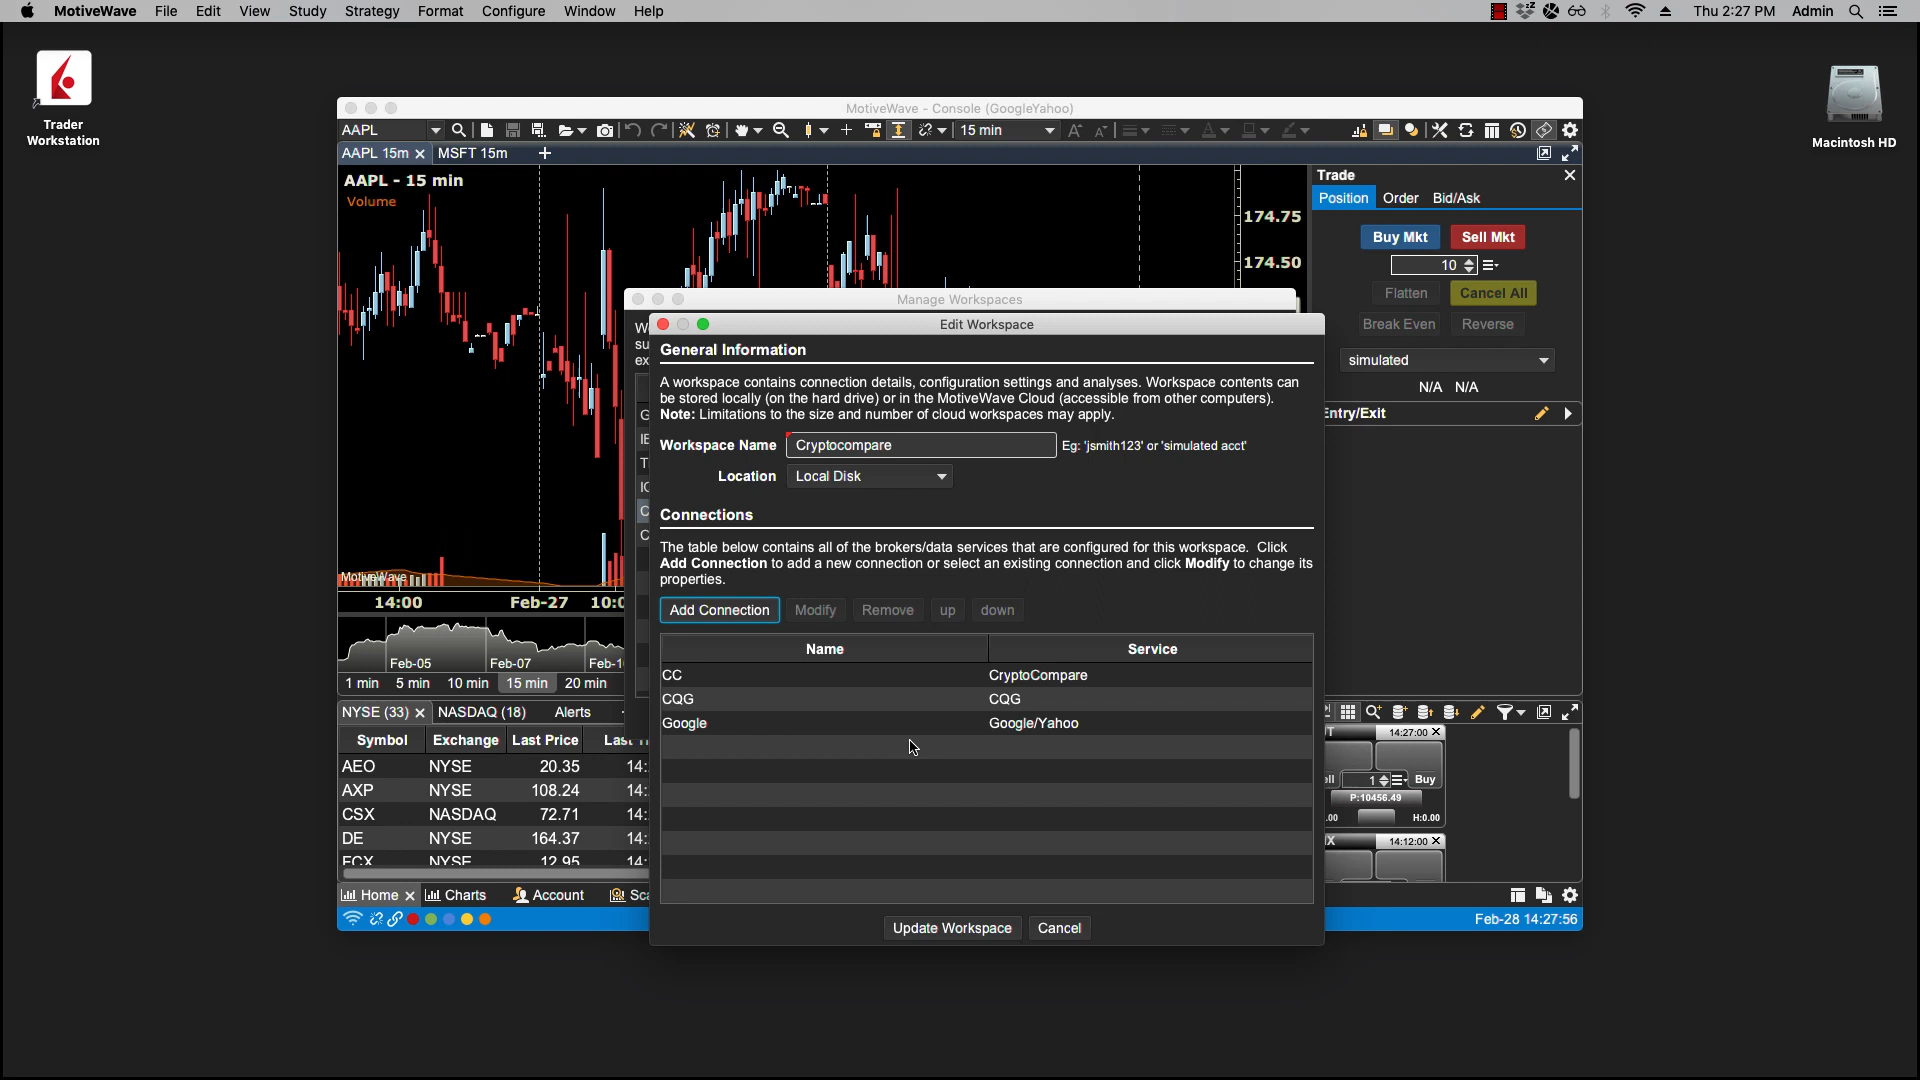 MotiveWave File Edit View Study Strategy Format Configure Window Help
Thu 2:27 PM Admin
Trader
Workstation
Macintosh HD
MotiveWave - Console (GoogleYahoo)
AAPL
15 min
AAPL 15m MSFT 15m
AAPL - 15 min
Volume
174.75
174.50
MotiveWave
14:00 Feb-27
Feb-05 Feb-07
1 min 5 min 10 min 15 min 20 min
Trade
Position Order Bid/Ask
Buy Mkt Sell Mkt
10
Flatten Cancel All
Break Even Reverse
simulated
N/A N/A
Entry/Exit
Manage Workspaces
Edit Workspace
General Information
A workspace contains connection details, configuration settings and analyses. Workspace contents can
be stored locally (on the hard drive) or in the MotiveWave Cloud (accessible from other computers).
Note: Limitations to the size and number of cloud workspaces may apply.
Workspace Name Cryptocompare Eg: 'jsmith123' or 'simulated acct'
Location Local Disk
Connections
The table below contains all of the brokers/data services that are configured for this workspace. Click
Add Connection to add a new connection or select an existing connection and click Modify to change its
properties.
Add Connection Modify Remove up down
Name Service
CC CryptoCompare
CQG CQG
Google Google/Yahoo
Update Workspace Cancel
NYSE (33) NASDAQ (18) Alerts
Symbol Exchange Last Price
AEO NYSE 20.35 14:
AXP NYSE 108.24 14:
CSX NASDAQ 72.71 14:
DE NYSE 164.37 14:
FCX NYSE 12.95 14:
14:27:00
1 Buy
P:10456.49
H:0.00
14:12:00
Home Charts Account
Feb-28 14:27:56